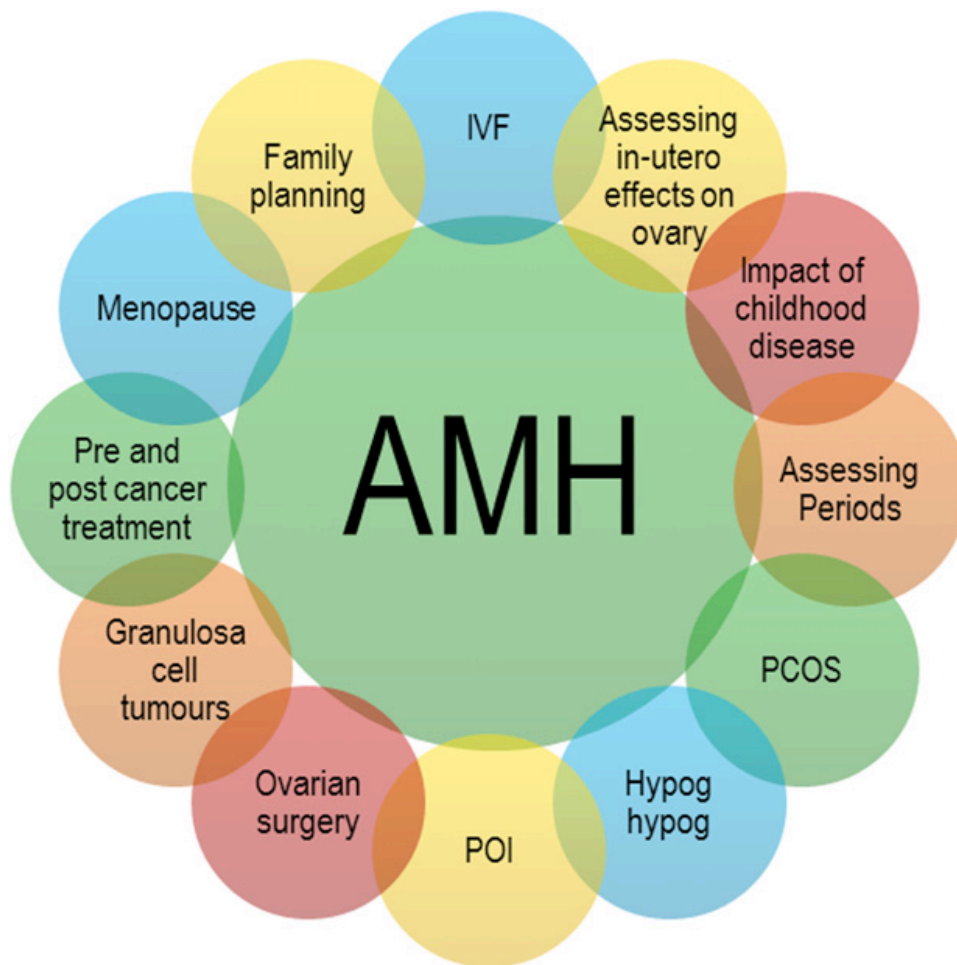 IVF
Assessing
in-utero
effects on
ovary
Impact of
childhood
disease
Assessing
Periods
PCOS
Hypog
hypog
POI
Ovarian
surgery
Granulosa
cell
tumours
Pre and
post cancer
treatment
Menopause
Family
planning
AMH